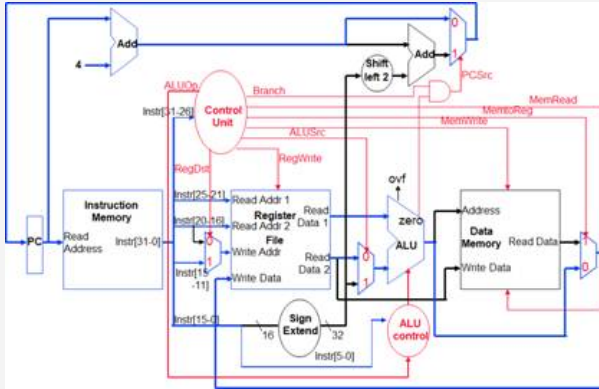 Add
4
0
1
Add
Shift
left 2
PCSrc
ALUOp
Branch
MemRead
Instr[31-26]
Control
Unit
MemtoReg
MemWrite
ALUSrc
RegDst
RegWrite
ovf
Instruction
Memory
PC
Read
Address
Instr[31-0]
Instr[25-21]
Read Addr 1
Instr[20-16]
Read Addr 2
Register
File
Read
Data 1
Read
Data 2
0
1
Write Addr
Instr[15
-11]
Write Data
0
1
zero
ALU
Address
Data
Memory
Read Data
Write Data
1
0
Instr[15-0]
Sign
Extend
16
32
ALU
control
Instr[5-0]